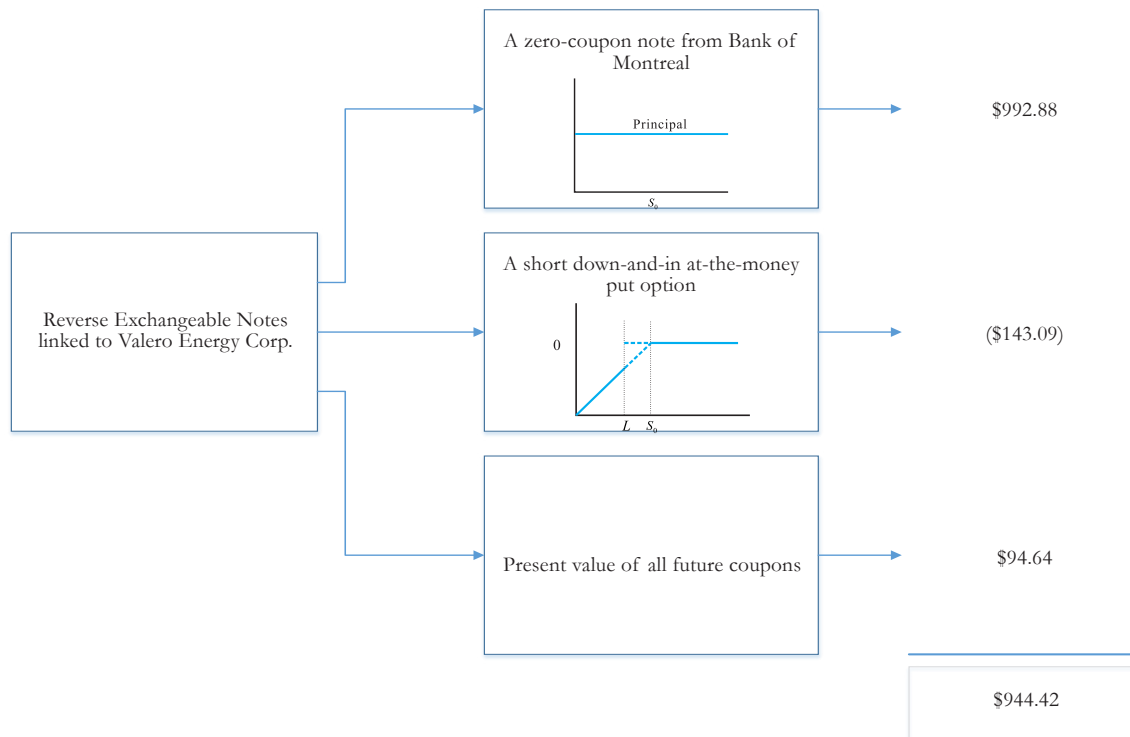 A zero-coupon note from Bank of
Montreal
Principal
S₀
$992.88
Reverse Exchangeable Notes
linked to Valero Energy Corp.
A short down-and-in at-the-money
put option
0
L S₀
($143.09)
Present value of all future coupons
$94.64
$944.42